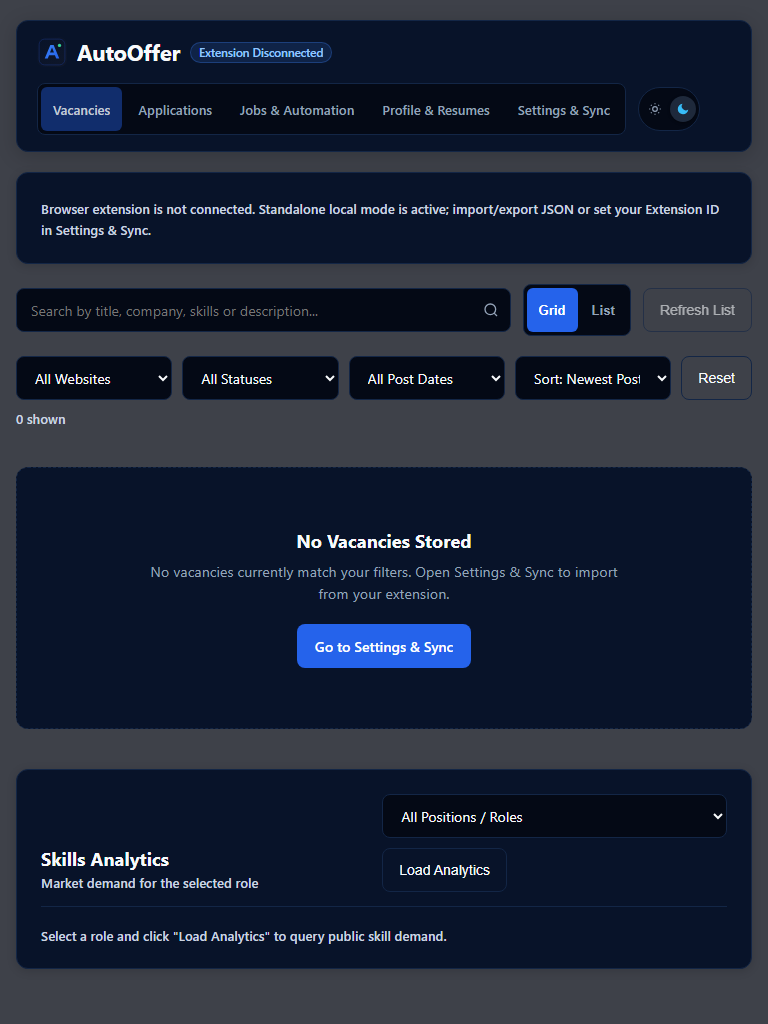 AutoOffer
Extension Disconnected
Vacancies
Applications
Jobs & Automation
Profile & Resumes
Settings & Sync
Browser extension is not connected. Standalone local mode is active; import/export JSON or set your Extension ID
in Settings & Sync.
Search by title, company, skills or description...
Grid
List
Refresh List
All Websites
All Statuses
All Post Dates
Sort: Newest Post
Reset
0 shown
No Vacancies Stored
No vacancies currently match your filters. Open Settings & Sync to import
from your extension.
Go to Settings & Sync
All Positions / Roles
Skills Analytics
Market demand for the selected role
Load Analytics
Select a role and click "Load Analytics" to query public skill demand.